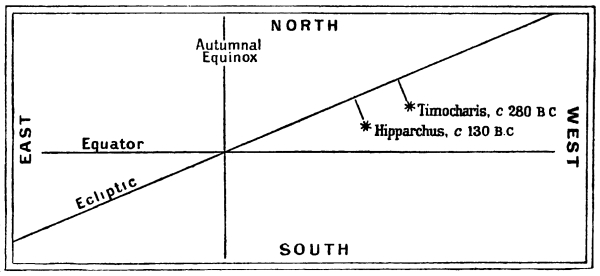 NORTH
Autumnal
Equinox
Timocharis, c 280 B C
Hipparchus, c 130 B.C
EAST
WEST
Equator
Ecliptic
SOUTH